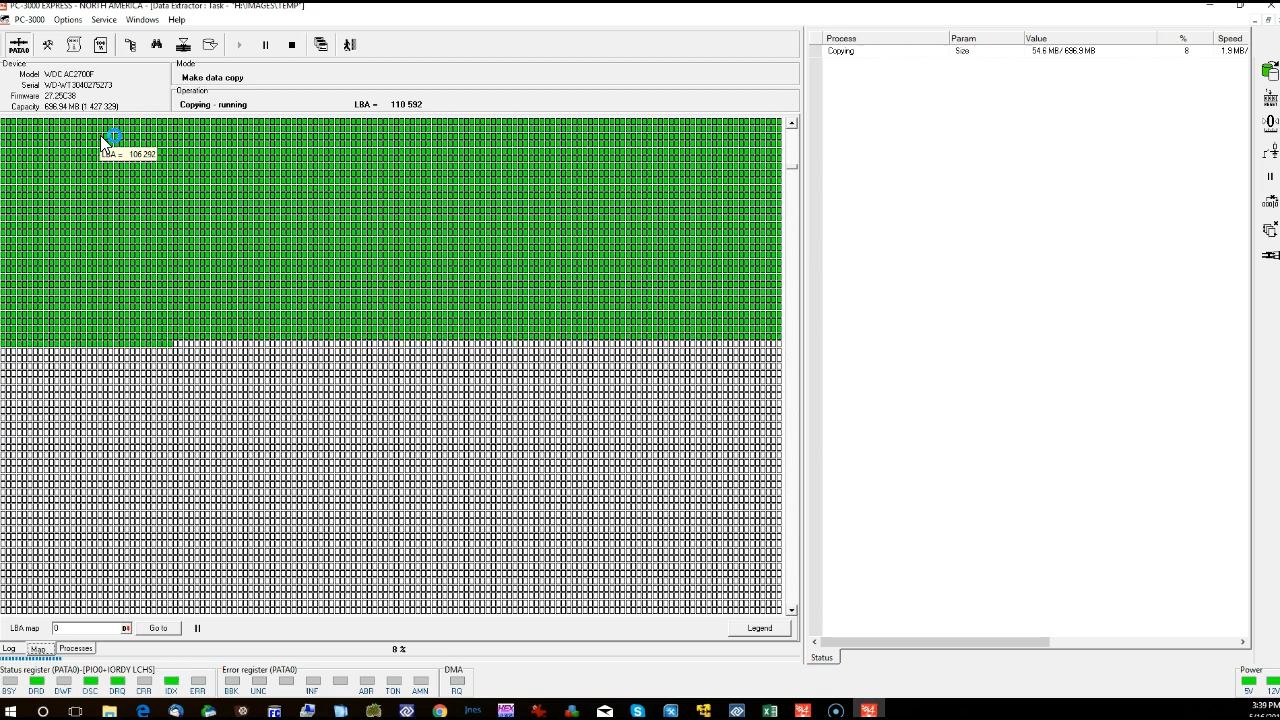 PC-3000 EXPRESS - NORTH AMERICA - [Data Extractor : Task - "H:\IMAGES\TEMP"]
PC-3000 Options Service Windows Help
PATA0
Device
Model WDC AC2700F
Serial WD-WT3040275273
Firmware 27.25C38
Capacity 696.94 MB (1 427 329)
Mode
Make data copy
Operation
Copying - running LBA = 110 592
LBA = 106 292
Process Param Value % Speed
Copying Size 54.6 MB/ 696.9 MB 8 1.9 MB/
LBA map 0 Go to Legend
Log Map Processes 8 %
Status
Status register (PATA0)-[PIO0+IORDY LCHS] Error register (PATA0) DMA Power
BSY DRD DWF DSC DRQ CRR IDX ERR BBK UNC INF ABR TON AMN RQ 5V 12V
Jnes HEX
3:39 PM